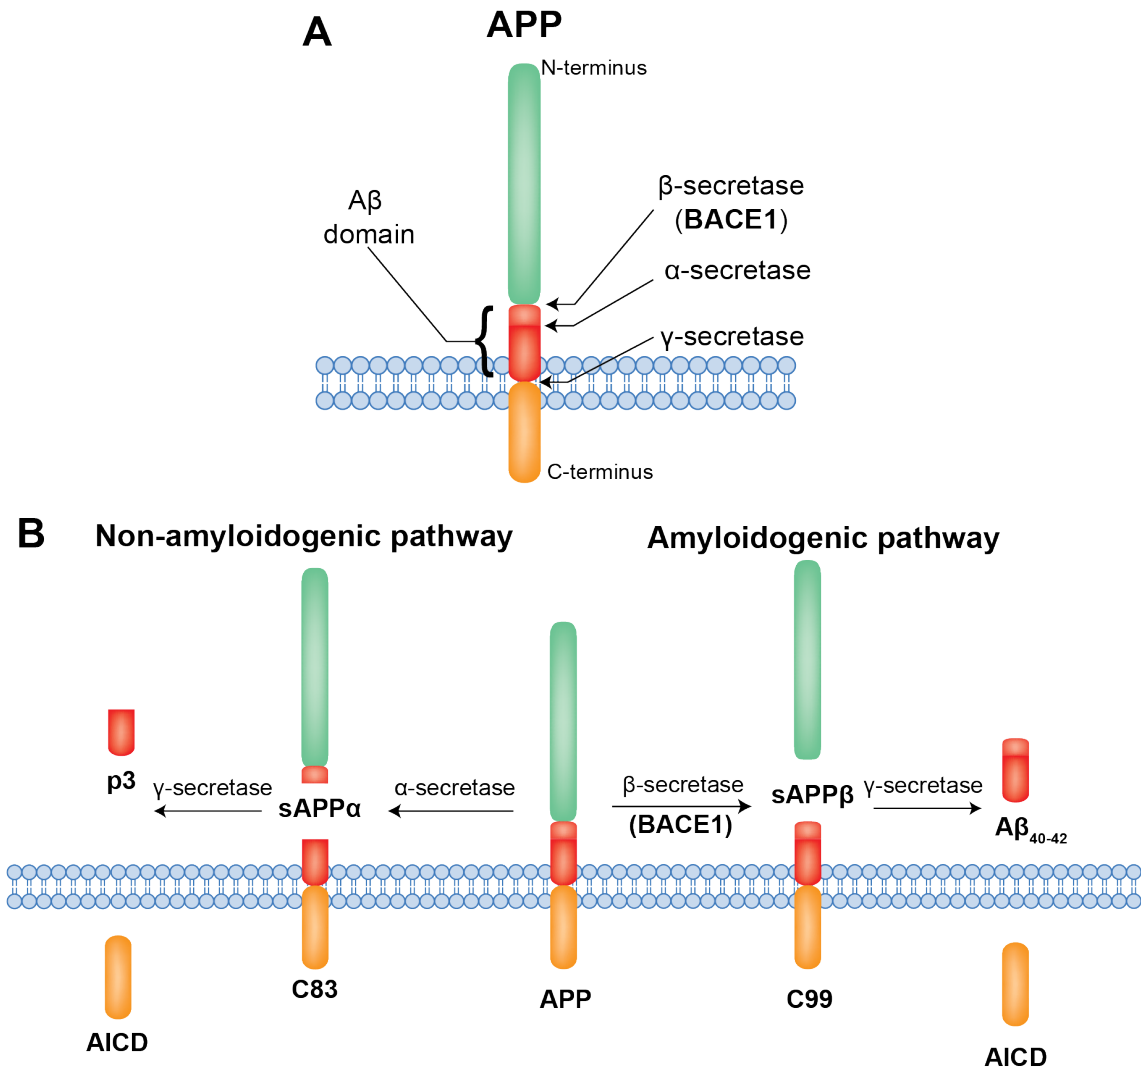 A
APP
N-terminus
Aβ
domain
β-secretase
(BACE1)
α-secretase
γ-secretase
C-terminus
B
Non-amyloidogenic pathway
Amyloidogenic pathway
p3
γ-secretase
sAPPα
α-secretase
β-secretase
(BACE1)
sAPPβ
γ-secretase
Aβ40-42
C83
APP
C99
AICD
AICD